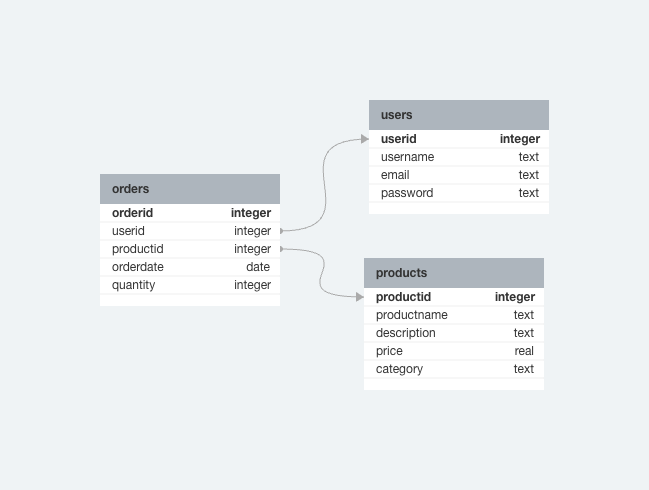 users
userid integer
username text
email text
password text
orders
orderid integer
userid integer
productid integer
orderdate date
quantity integer
products
productid integer
productname text
description text
price real
category text